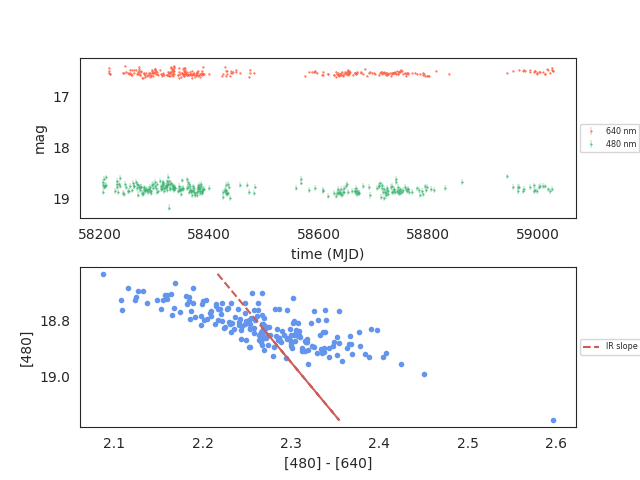 17
18
19
mag
58200 58400 58600 58800 59000
time (MJD)
640 nm
480 nm
18.8
19.0
[480]
2.1 2.2 2.3 2.4 2.5 2.6
[480] - [640]
IR slope